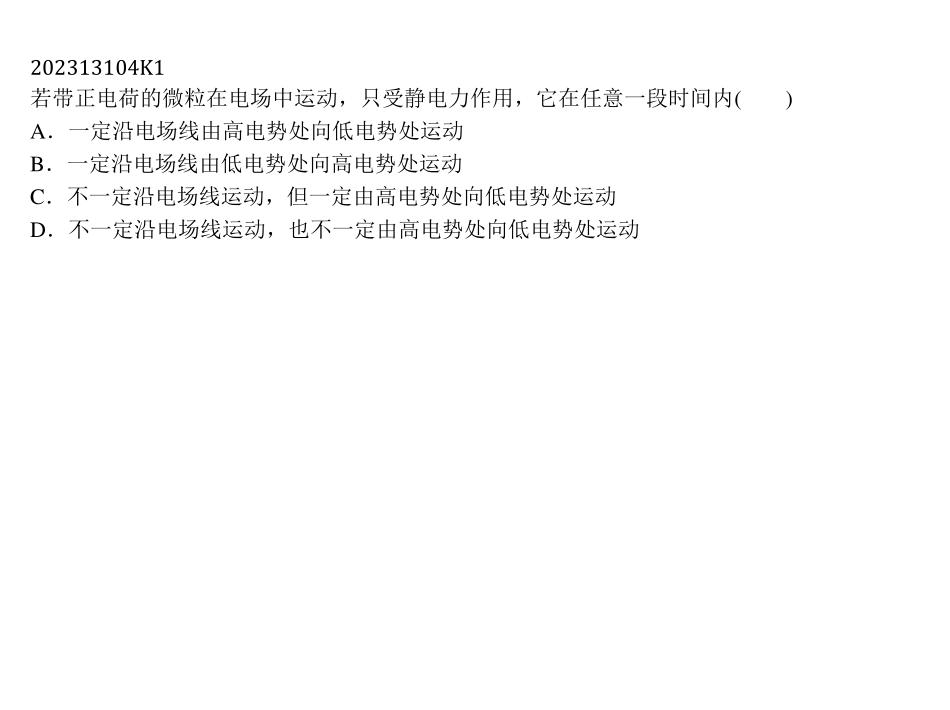 202313104K1
若带正电荷的微粒在电场中运动，只受静电力作用，它在任意一段时间内(　　)
A．一定沿电场线由高电势处向低电势处运动
B．一定沿电场线由低电势处向高电势处运动
C．不一定沿电场线运动，但一定由高电势处向低电势处运动
D．不一定沿电场线运动，也不一定由高电势处向低电势处运动